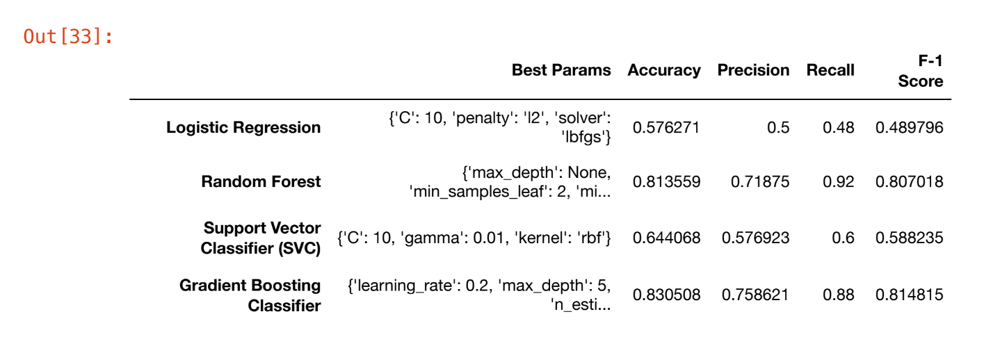 Out[33]:
Best Params Accuracy Precision Recall F-1 Score
Logistic Regression {'C': 10, 'penalty': 'l2', 'solver': 'lbfgs'} 0.576271 0.5 0.48 0.489796
Random Forest {'max_depth': None, 'min_samples_leaf': 2, 'mi... 0.813559 0.71875 0.92 0.807018
Support Vector Classifier (SVC) {'C': 10, 'gamma': 0.01, 'kernel': 'rbf'} 0.644068 0.576923 0.6 0.588235
Gradient Boosting Classifier {'learning_rate': 0.2, 'max_depth': 5, 'n_esti... 0.830508 0.758621 0.88 0.814815